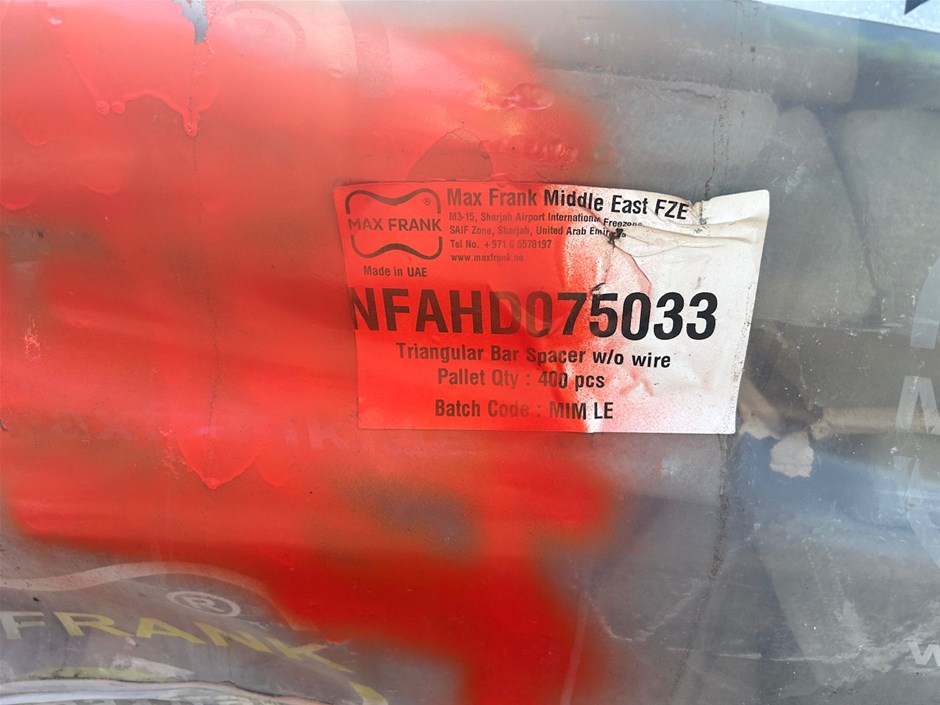 MAX FRANK
®
Max Frank Middle East FZE
M3-15, Sharjah Airport International Freezone
SAIF Zone, Sharjah, United Arab Emirates
Tel No. +971 6 5578197
www.maxfrank.ae
Made in UAE
NFAHD075033
Triangular Bar Spacer w/o wire
Pallet Qty : 400 pcs
Batch Code : MIM LE
®
FRANK